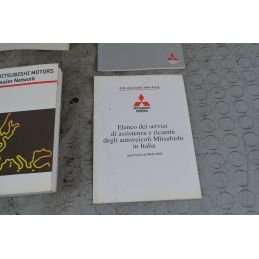 MITSUBISHI MOTORS
Dealer Network
MITSUBISHI
MOTORS
Elenco dei servizi
di assistenza e ricambi
degli autoveicoli Mitsubishi
in Italia